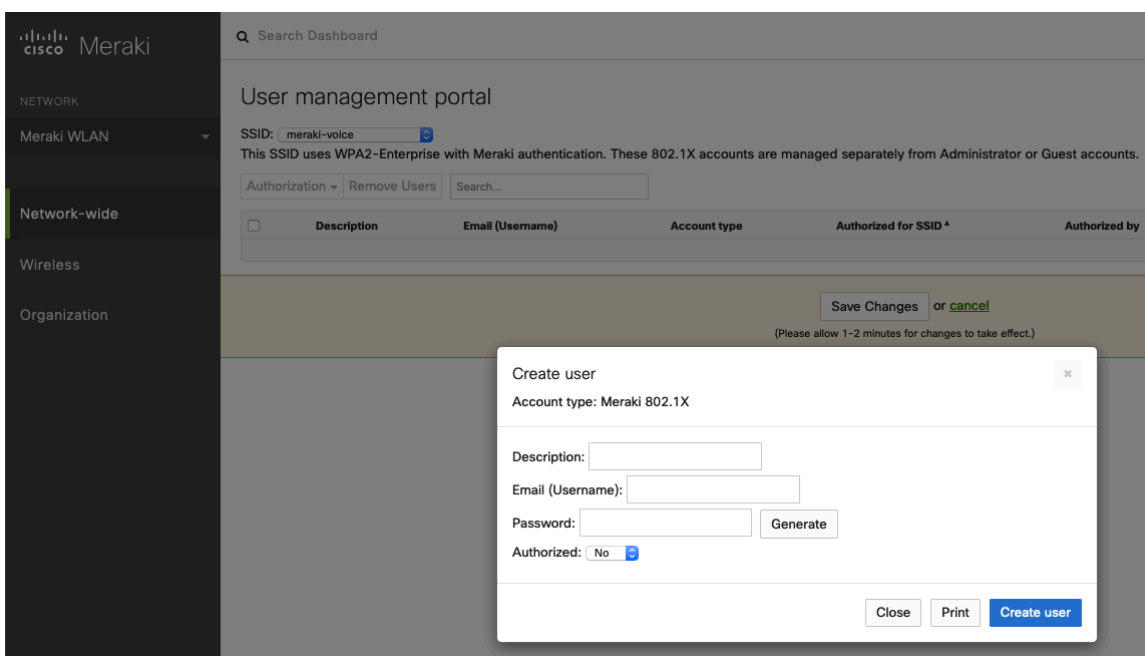 cisco Meraki
Search Dashboard
NETWORK
Meraki WLAN
Network-wide
Wireless
Organization
User management portal
SSID: meraki-voice
This SSID uses WPA2-Enterprise with Meraki authentication. These 802.1X accounts are managed separately from Administrator or Guest accounts.
Authorization Remove Users Search...
Description Email (Username) Account type Authorized for SSID Authorized by
Save Changes or cancel
(Please allow 1-2 minutes for changes to take effect.)
Create user
Account type: Meraki 802.1X
Description:
Email (Username):
Password: Generate
Authorized: No
Close Print Create user